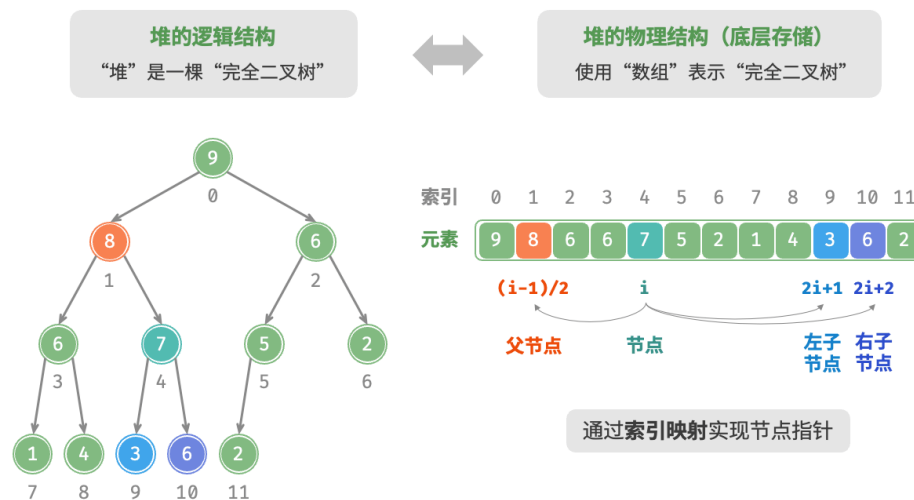 堆的逻辑结构
“堆”是一棵“完全二叉树”
堆的物理结构（底层存储）
使用“数组”表示“完全二叉树”
9
0
8 6
1 2
6 7 5 2
3 4 5 6
1 4 3 6 2
7 8 9 10 11
索引 0 1 2 3 4 5 6 7 8 9 10 11
元素 9 8 6 6 7 5 2 1 4 3 6 2
(i-1)/2 i 2i+1 2i+2
父节点 节点 左子节点 右子节点
通过索引映射实现节点指针